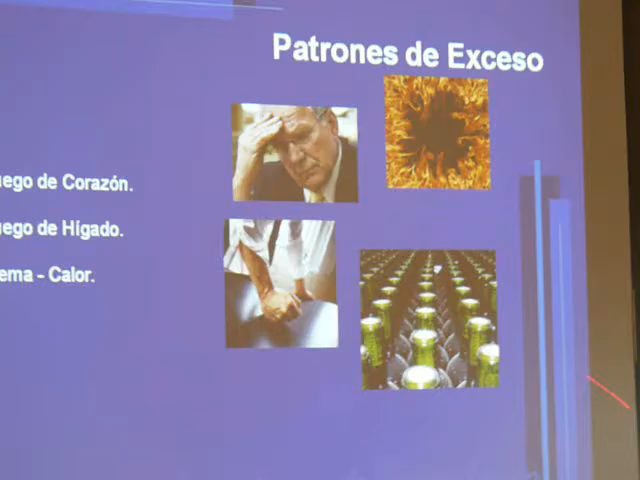 Patrones de Exceso
uego de Corazón.
uego de Hígado.
ema - Calor.